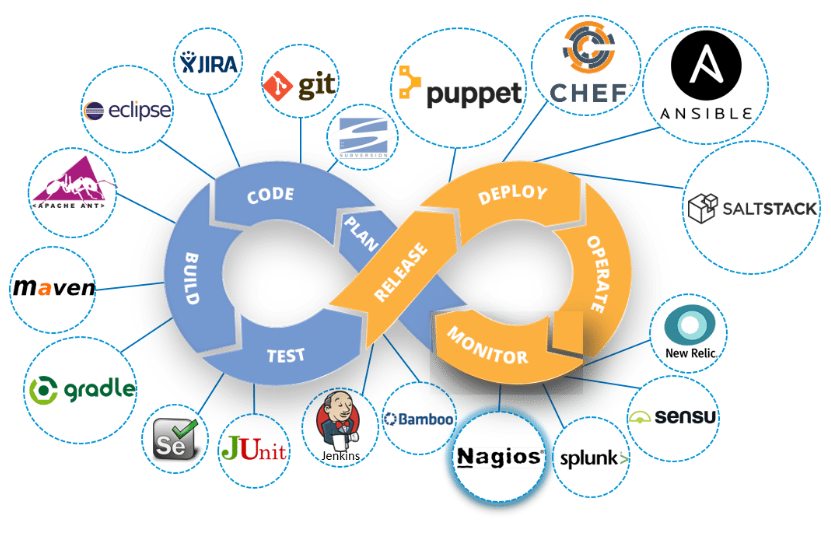 JIRA
git
eclipse
SUBVERSION
puppet
CHEF
ANSIBLE
<APACHE ANT>
CODE
PLAN
DEPLOY
SALTSTACK
BUILD
RELEASE
OPERATE
maven
TEST
MONITOR
New Relic.
gradle
Se
JUnit
Jenkins
Bamboo
Nagios®
splunk>
sensu